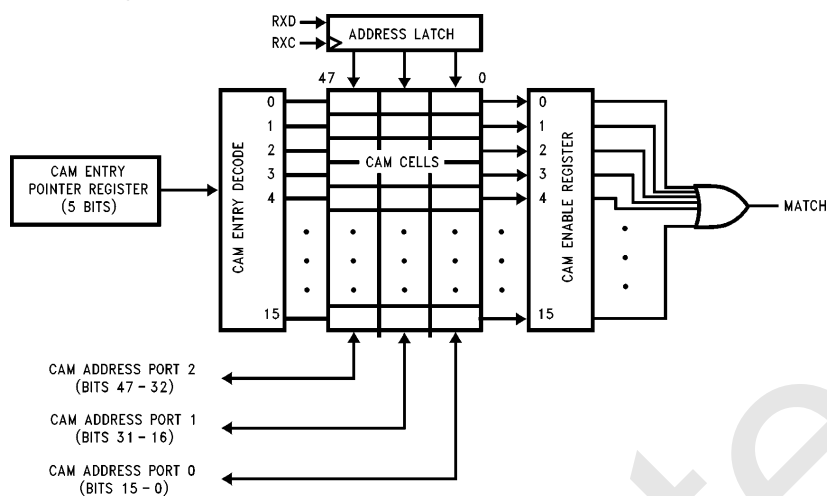 RXD
RXC
ADDRESS LATCH
47
0
CAM ENTRY
POINTER REGISTER
(5 BITS)
CAM ENTRY DECODE
0
1
2
3
4
15
CAM CELLS
CAM ENABLE REGISTER
0
1
2
3
4
15
MATCH
CAM ADDRESS PORT 2
(BITS 47 – 32)
CAM ADDRESS PORT 1
(BITS 31 – 16)
CAM ADDRESS PORT 0
(BITS 15 – 0)